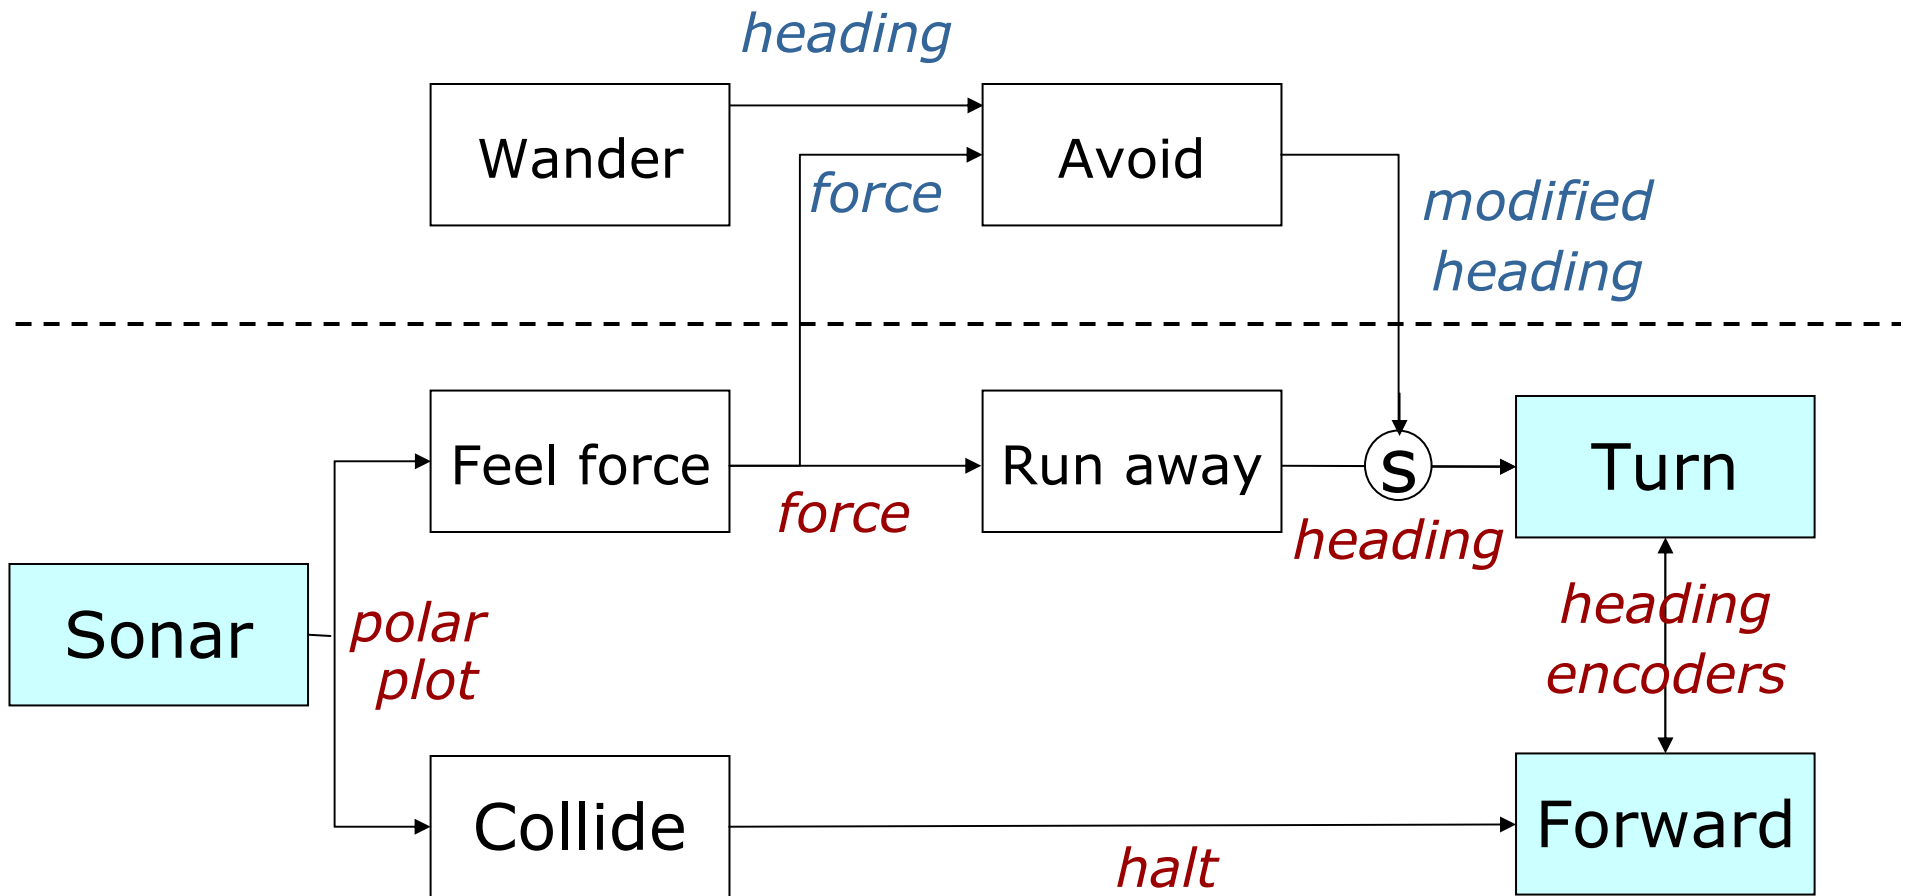 heading
Wander
Avoid
force
modified
heading
Feel force
Run away
S
Turn
force
heading
Sonar
polar
plot
heading
encoders
Collide
Forward
halt